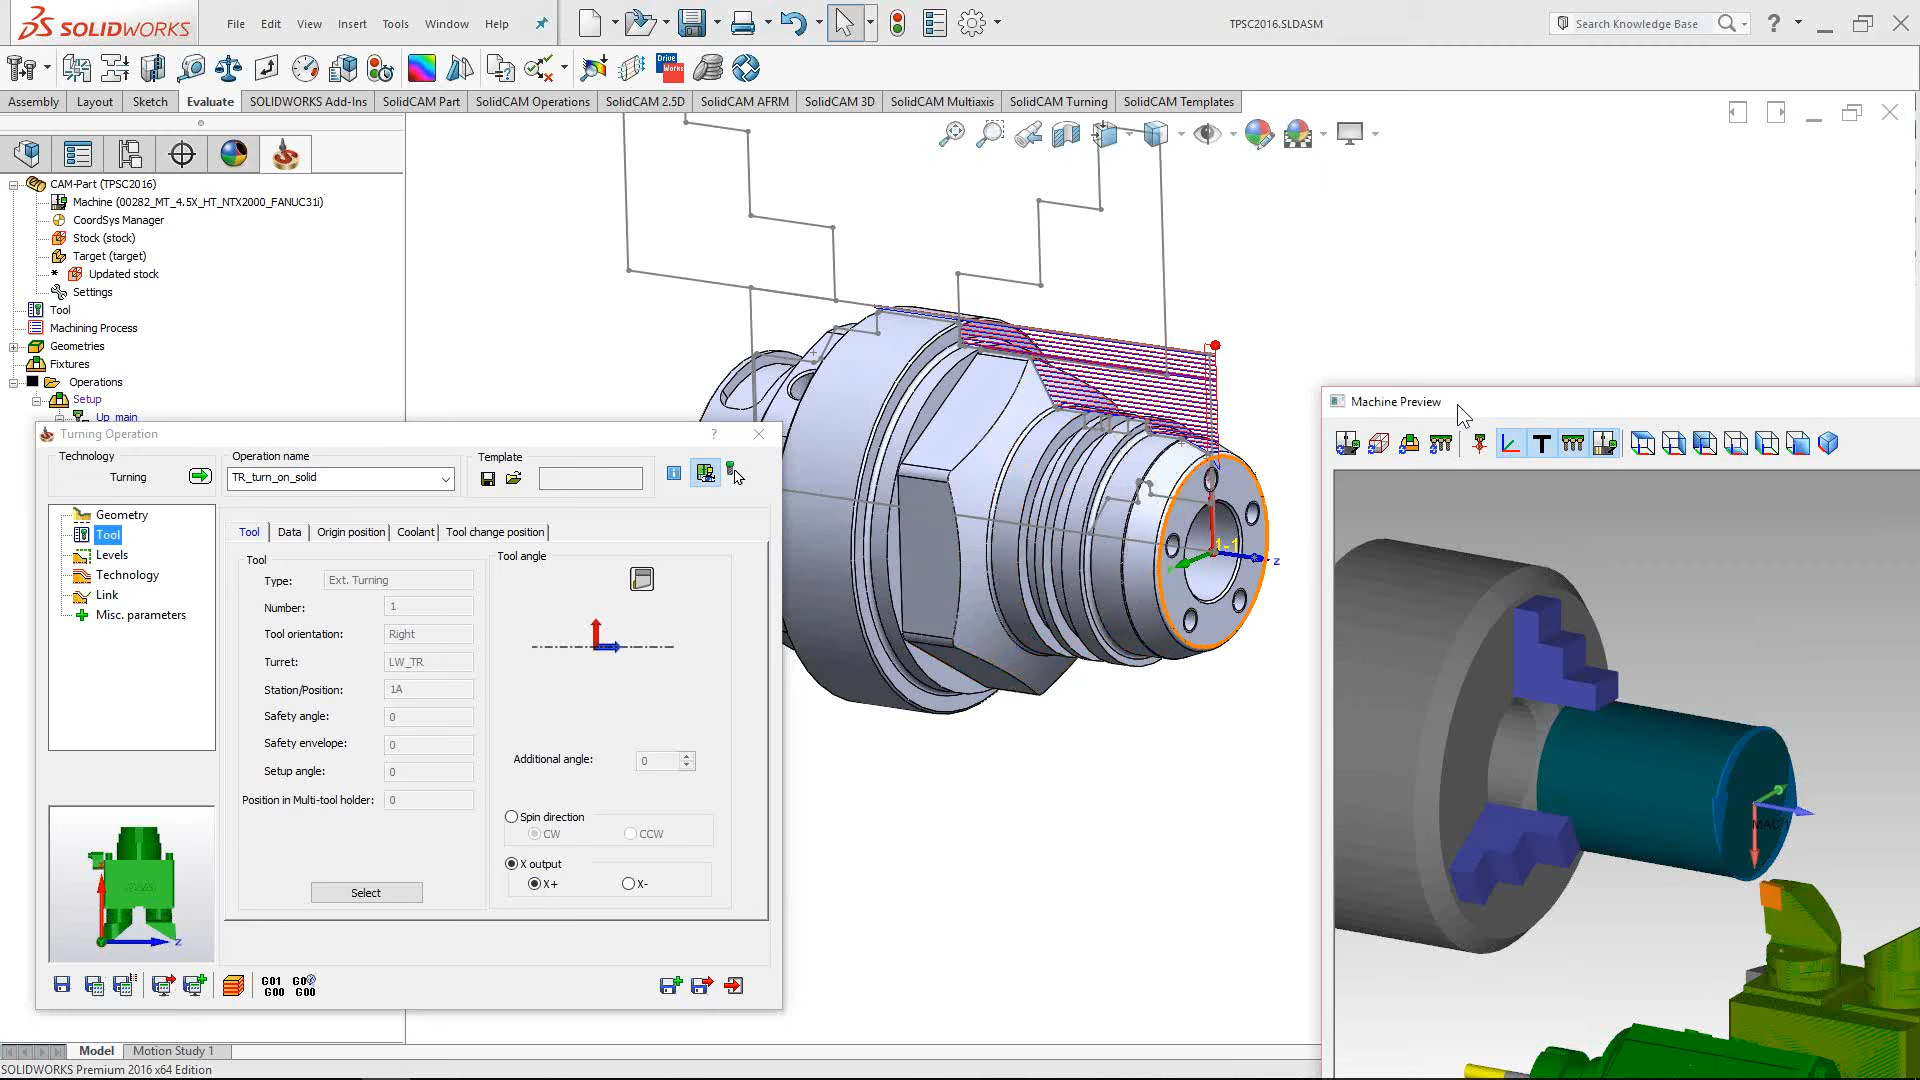 SOLIDWORKS
File Edit View Insert Tools Window Help
TPSC2016.SLDASM
Search Knowledge Base
?
Drive Works
Assembly Layout Sketch Evaluate SOLIDWORKS Add-Ins SolidCAM Part SolidCAM Operations SolidCAM 2.5D SolidCAM AFRM SolidCAM 3D SolidCAM Multiaxis SolidCAM Turning SolidCAM Templates
CAM-Part (TPSC2016)
Machine (00282_MT_4.5X_HT_NTX2000_FANUC31i)
CoordSys Manager
Stock (stock)
Target (target)
* Updated stock
Settings
Tool
Machining Process
Geometries
Fixtures
Operations
Setup
Up_main
Turning Operation ?
Technology
Turning
Operation name
TR_turn_on_solid
Template
Geometry
Tool
Levels
Technology
Link
Misc. parameters
Tool Data Origin position Coolant Tool change position
Tool
Type: Ext. Turning
Number: 1
Tool orientation: Right
Turret: LW_TR
Station/Position: 1A
Safety angle: 0
Safety envelope: 0
Setup angle: 0
Position in Multi-tool holder: 0
Select
Tool angle
Additional angle: 0
Spin direction
CW CCW
X output
X+ X-
Z
G01 G00
G00
1-1
Z
Machine Preview
T
MAC
Model Motion Study 1
SOLIDWORKS Premium 2016 x64 Edition